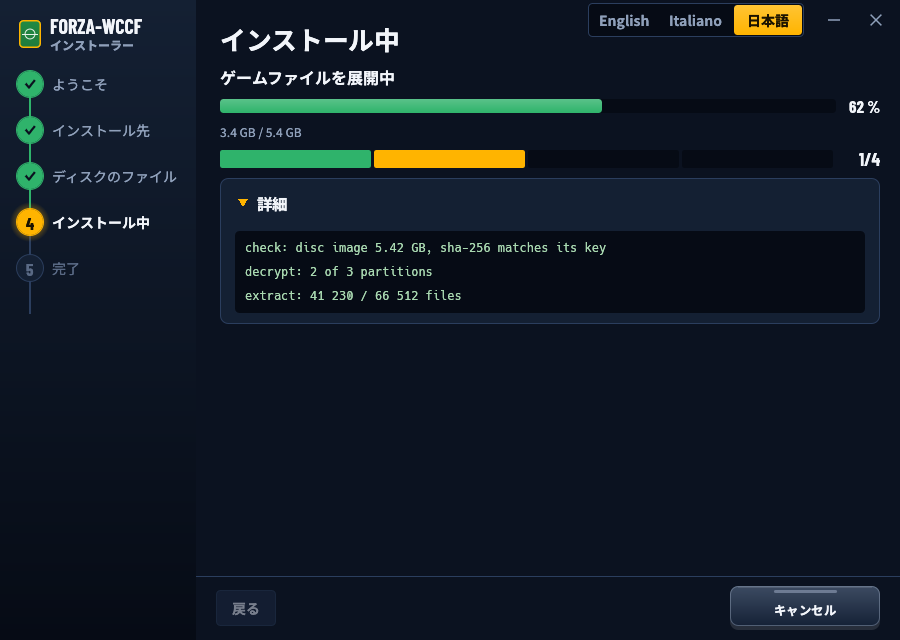 FORZA-WCCF
インストーラー
ようこそ
インストール先
ディスクのファイル
4
インストール中
5
完了
English
Italiano
日本語
インストール中
ゲームファイルを展開中
62 %
3.4 GB / 5.4 GB
1/4
詳細
check: disc image 5.42 GB, sha-256 matches its key
decrypt: 2 of 3 partitions
extract: 41 230 / 66 512 files
戻る
キャンセル